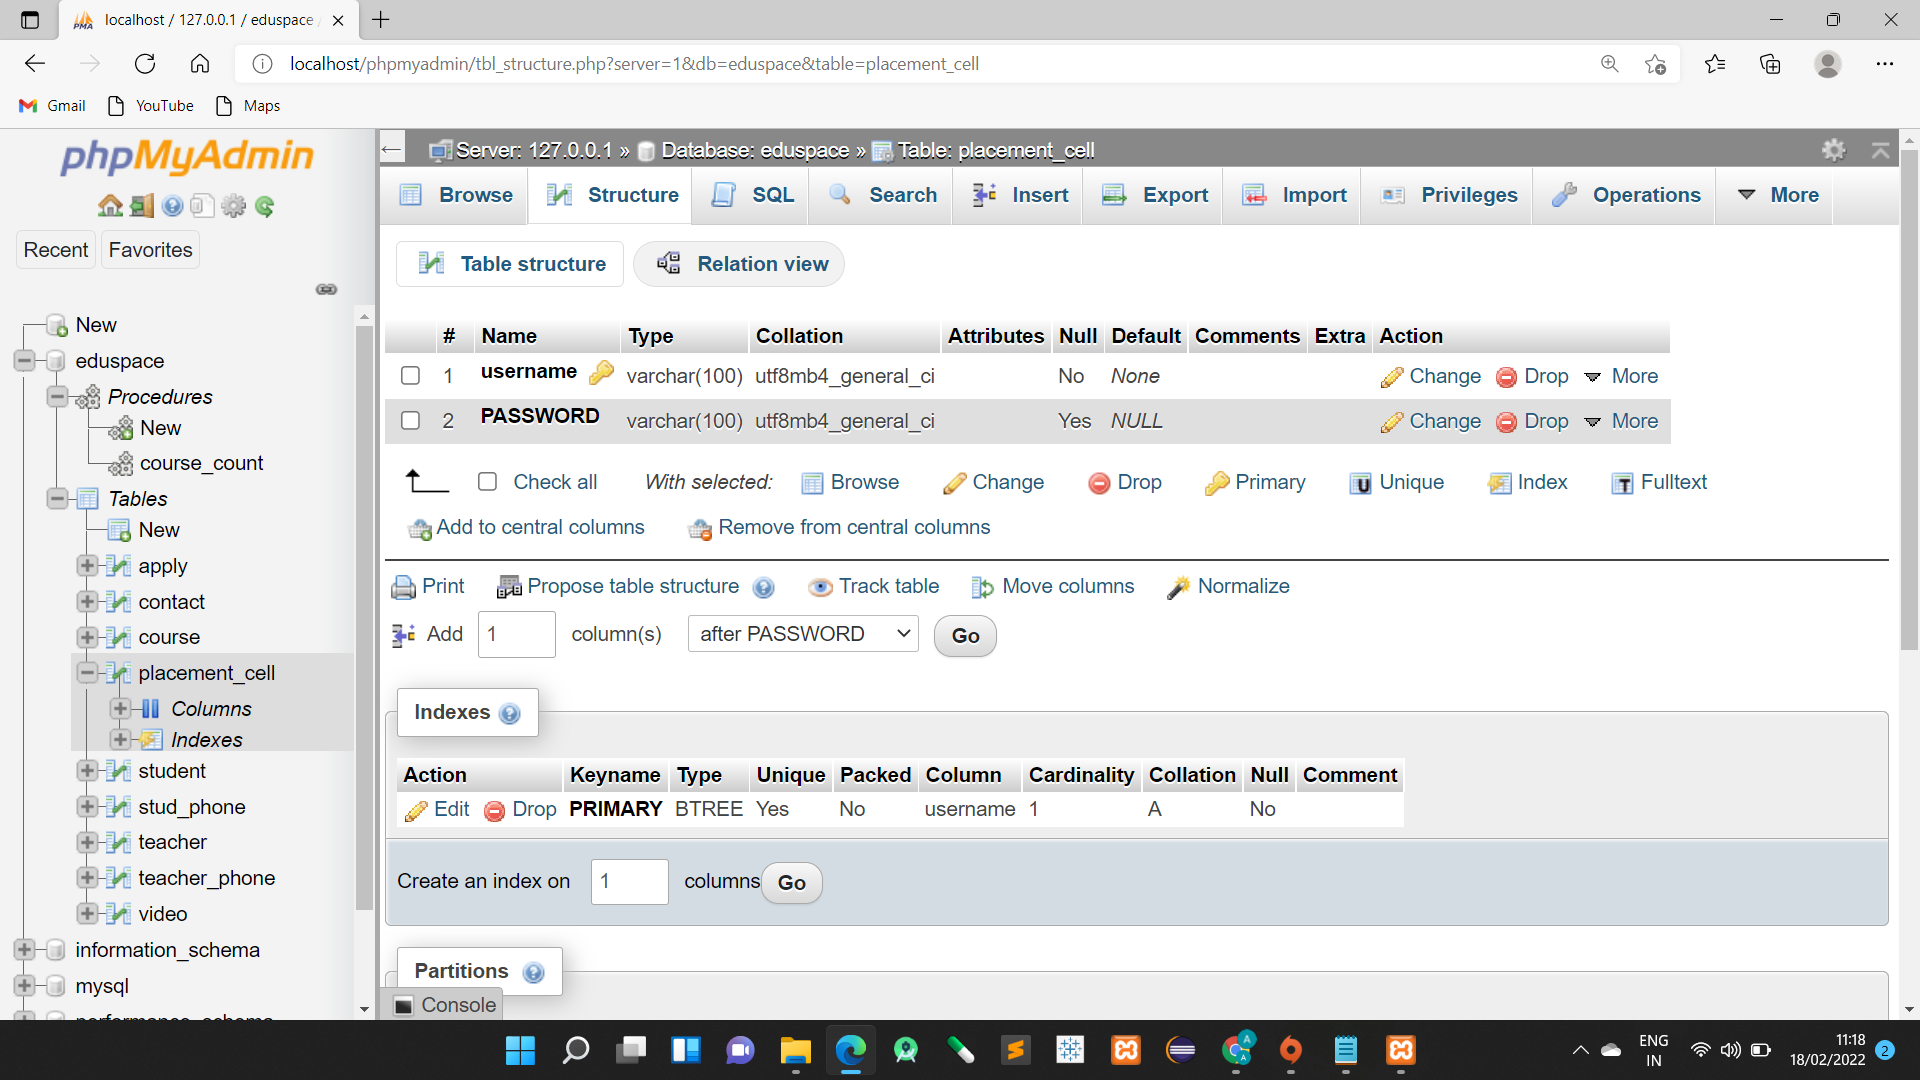 localhost / 127.0.0.1 / eduspace
localhost/phpmyadmin/tbl_structure.php?server=1&db=eduspace&table=placement_cell
Gmail YouTube Maps
phpMyAdmin
Recent Favorites
New
eduspace
Procedures
New
course_count
Tables
New
apply
contact
course
placement_cell
Columns
Indexes
student
stud_phone
teacher
teacher_phone
video
information_schema
mysql
performance_schema
Server: 127.0.0.1 » Database: eduspace » Table: placement_cell
Browse Structure SQL Search Insert Export Import Privileges Operations More
Table structure Relation view
# Name Type Collation Attributes Null Default Comments Extra Action
1 username varchar(100) utf8mb4_general_ci No None Change Drop More
2 PASSWORD varchar(100) utf8mb4_general_ci Yes NULL Change Drop More
Check all With selected: Browse Change Drop Primary Unique Index Fulltext
Add to central columns Remove from central columns
Print Propose table structure Track table Move columns Normalize
Add 1 column(s) after PASSWORD Go
Indexes
Action Keyname Type Unique Packed Column Cardinality Collation Null Comment
Edit Drop PRIMARY BTREE Yes No username 1 A No
Create an index on 1 columns Go
Partitions
Console
ENG
IN
11:18
18/02/2022
2